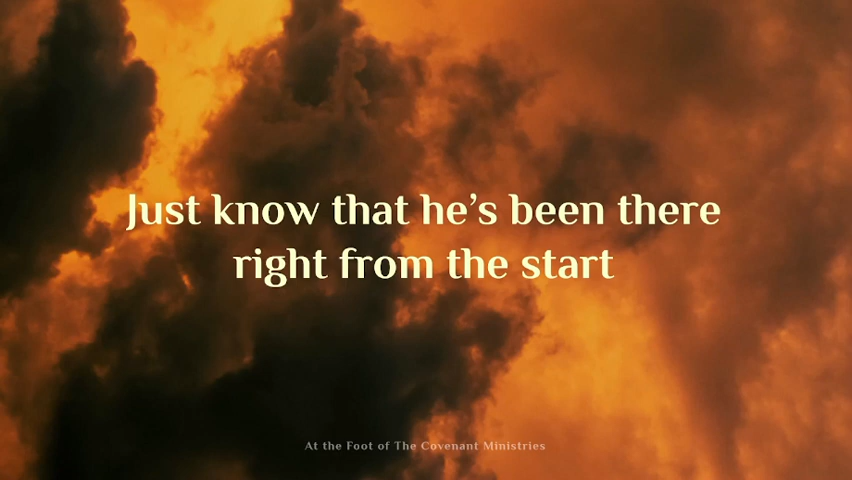 Just know that he’s been there
right from the start
At the Foot of The Covenant Ministries